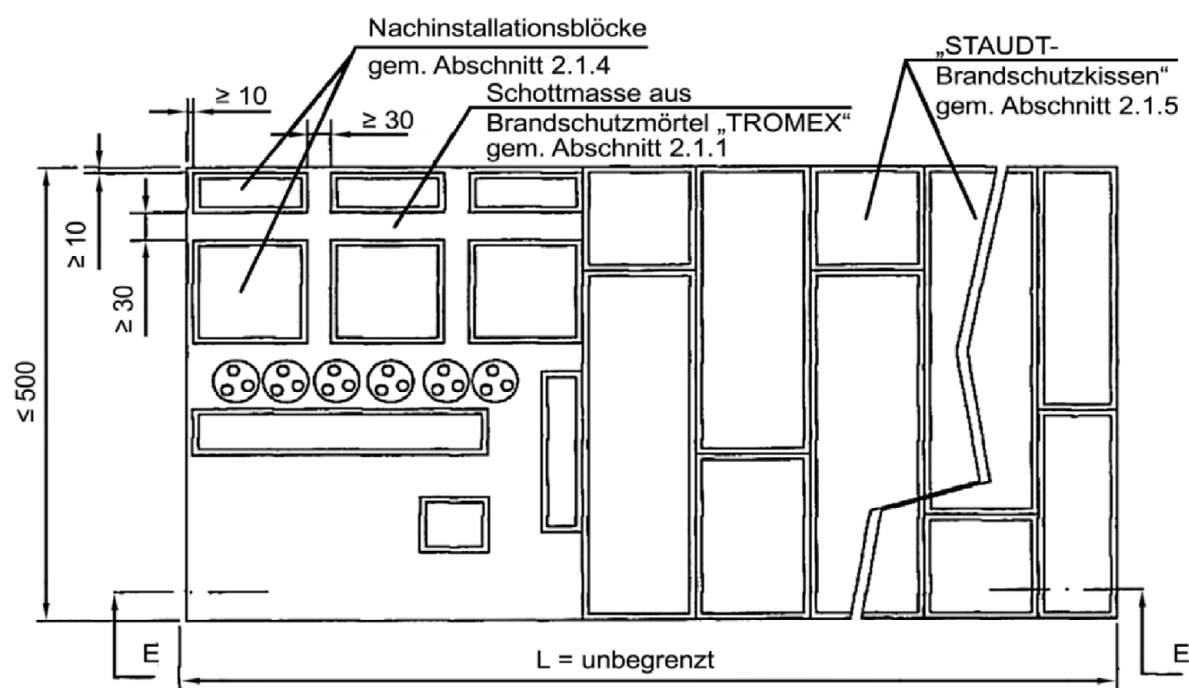 Nachinstallationsblöcke
gem. Abschnitt 2.1.4
„STAUDT-
Brandschutzkissen“
gem. Abschnitt 2.1.5
Schottmasse aus
Brandschutzmörtel „TROMEX“
gem. Abschnitt 2.1.1
≥ 10
≥ 30
≥ 10
≥ 30
≤ 500
E
L = unbegrenzt
E